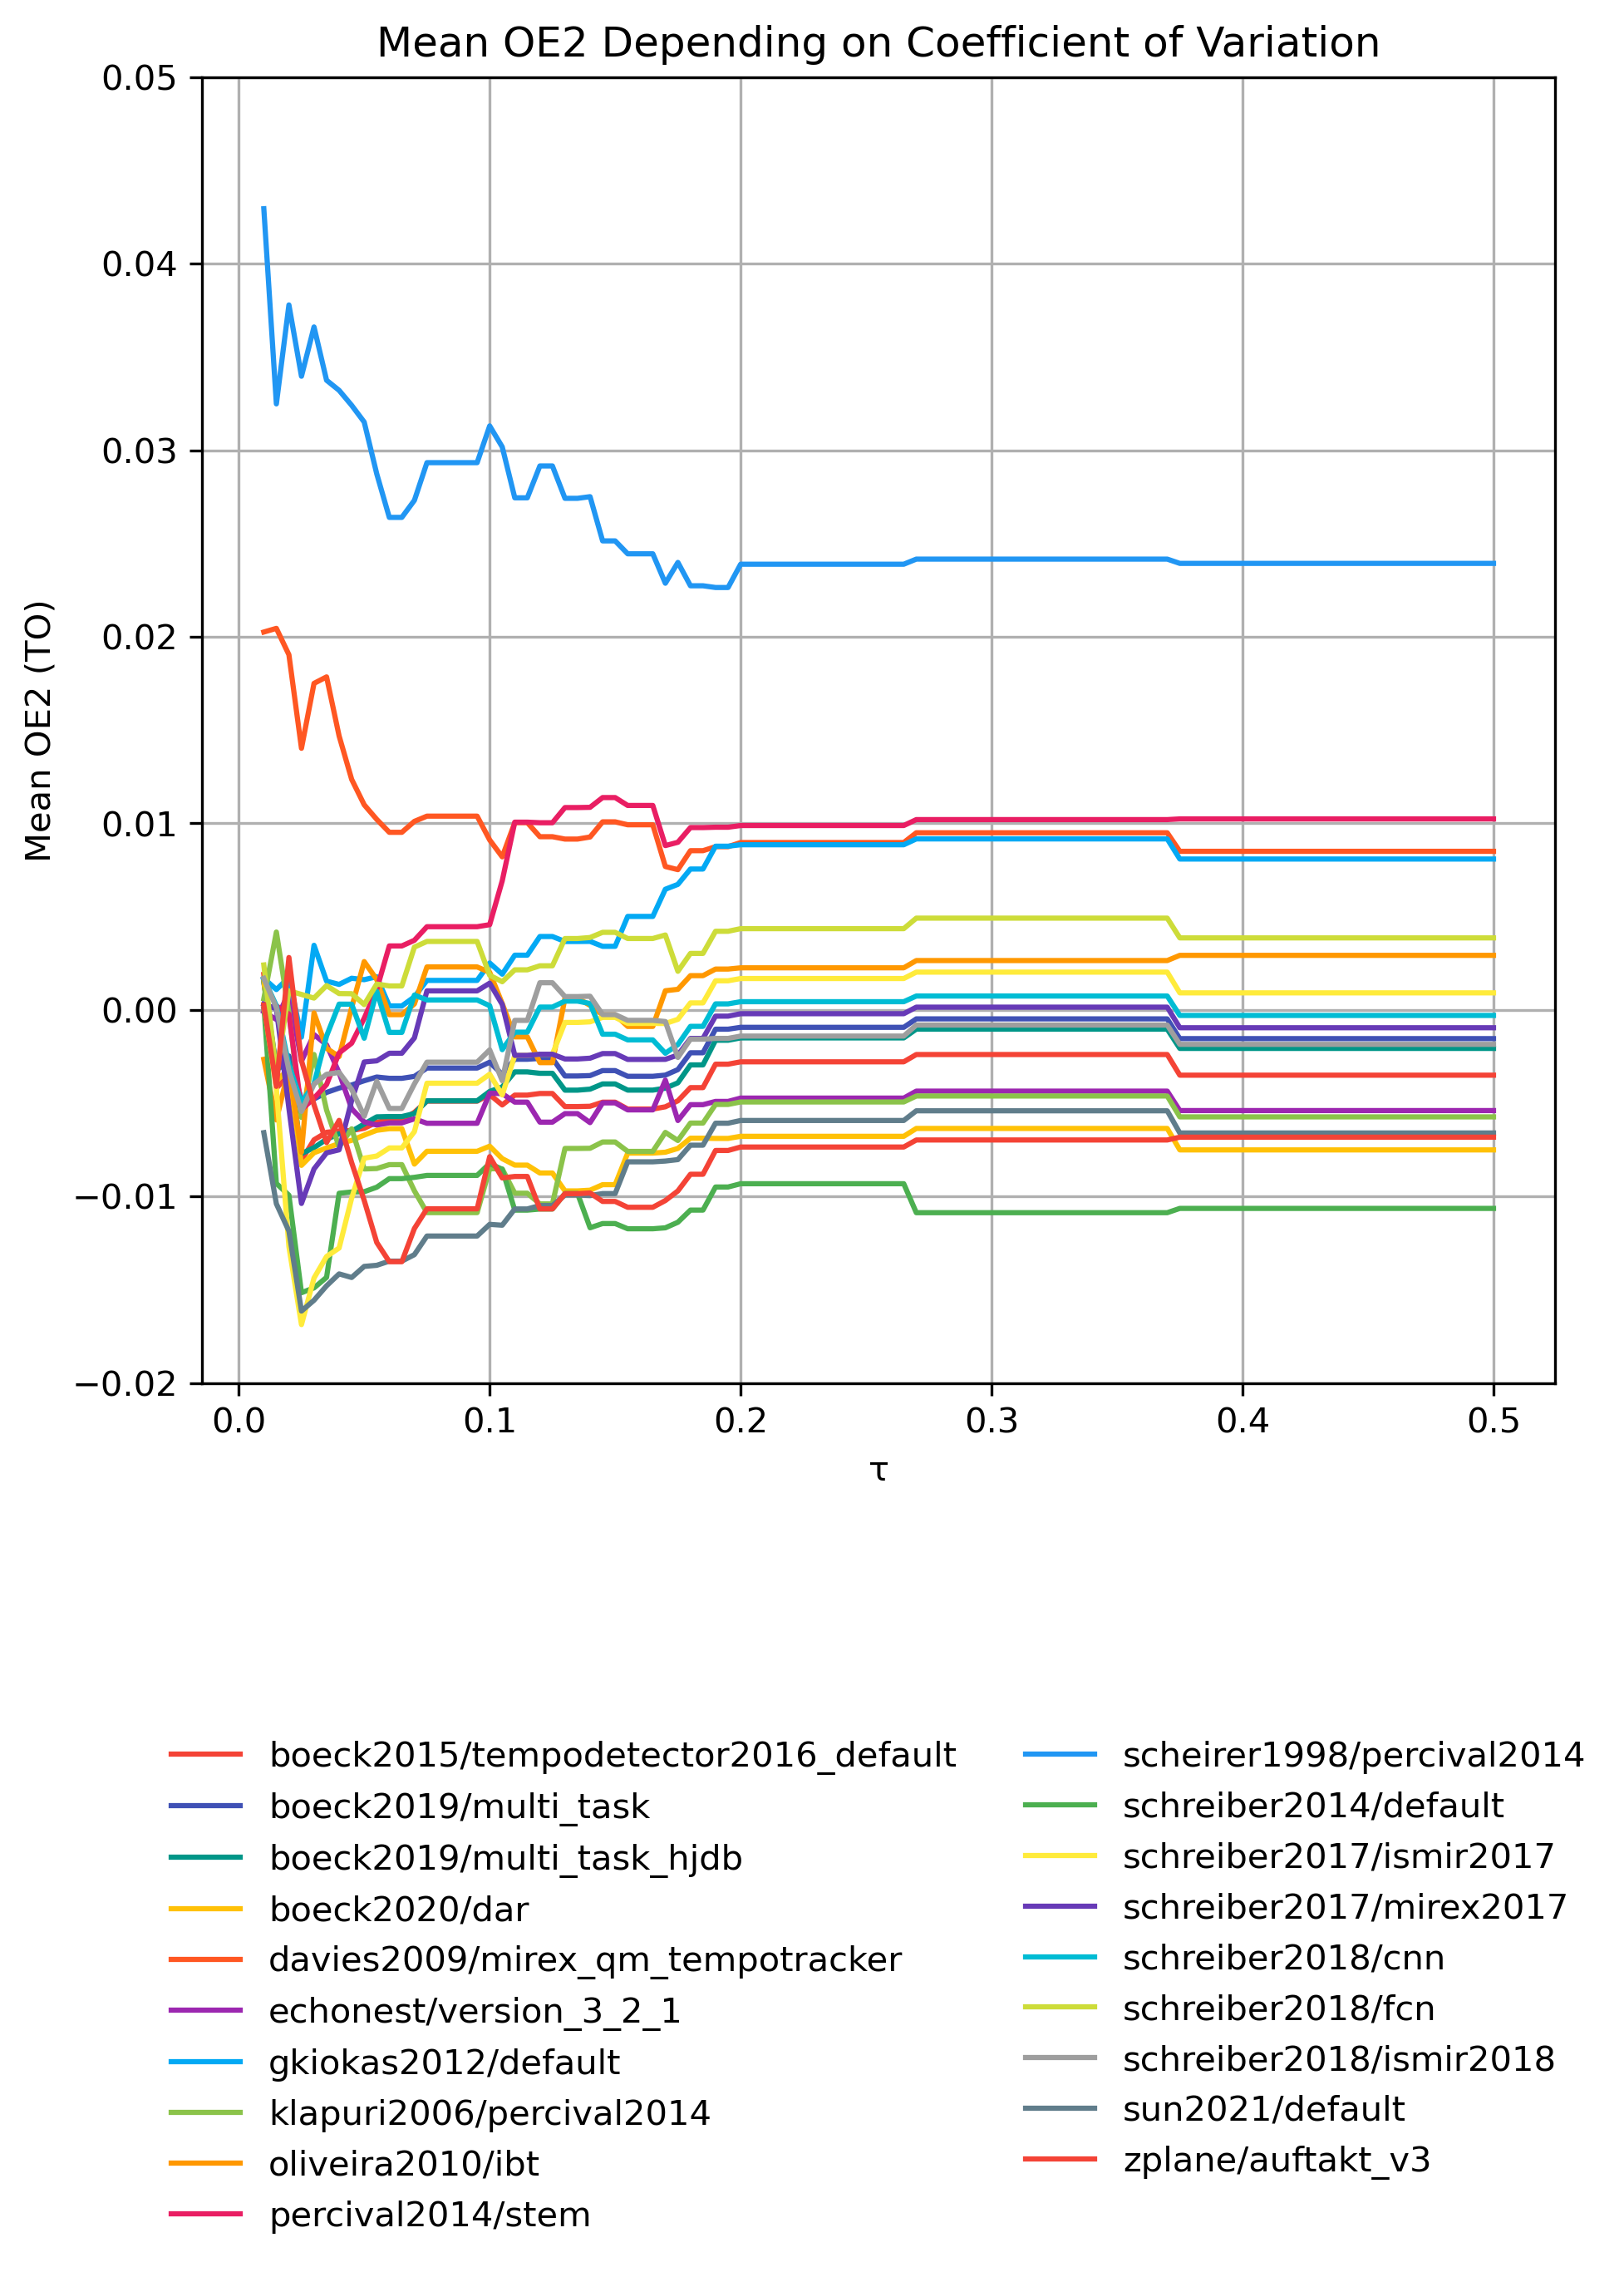 Mean OE2 Depending on Coefficient of Variation
0.05
0.04
0.03
0.02
0.01
0.00
−0.01
−0.02
Mean OE2 (TO)
0.0 0.1 0.2 0.3 0.4 0.5
τ
boeck2015/tempodetector2016_default
boeck2019/multi_task
boeck2019/multi_task_hjdb
boeck2020/dar
davies2009/mirex_qm_tempotracker
echonest/version_3_2_1
gkiokas2012/default
klapuri2006/percival2014
oliveira2010/ibt
percival2014/stem
scheirer1998/percival2014
schreiber2014/default
schreiber2017/ismir2017
schreiber2017/mirex2017
schreiber2018/cnn
schreiber2018/fcn
schreiber2018/ismir2018
sun2021/default
zplane/auftakt_v3